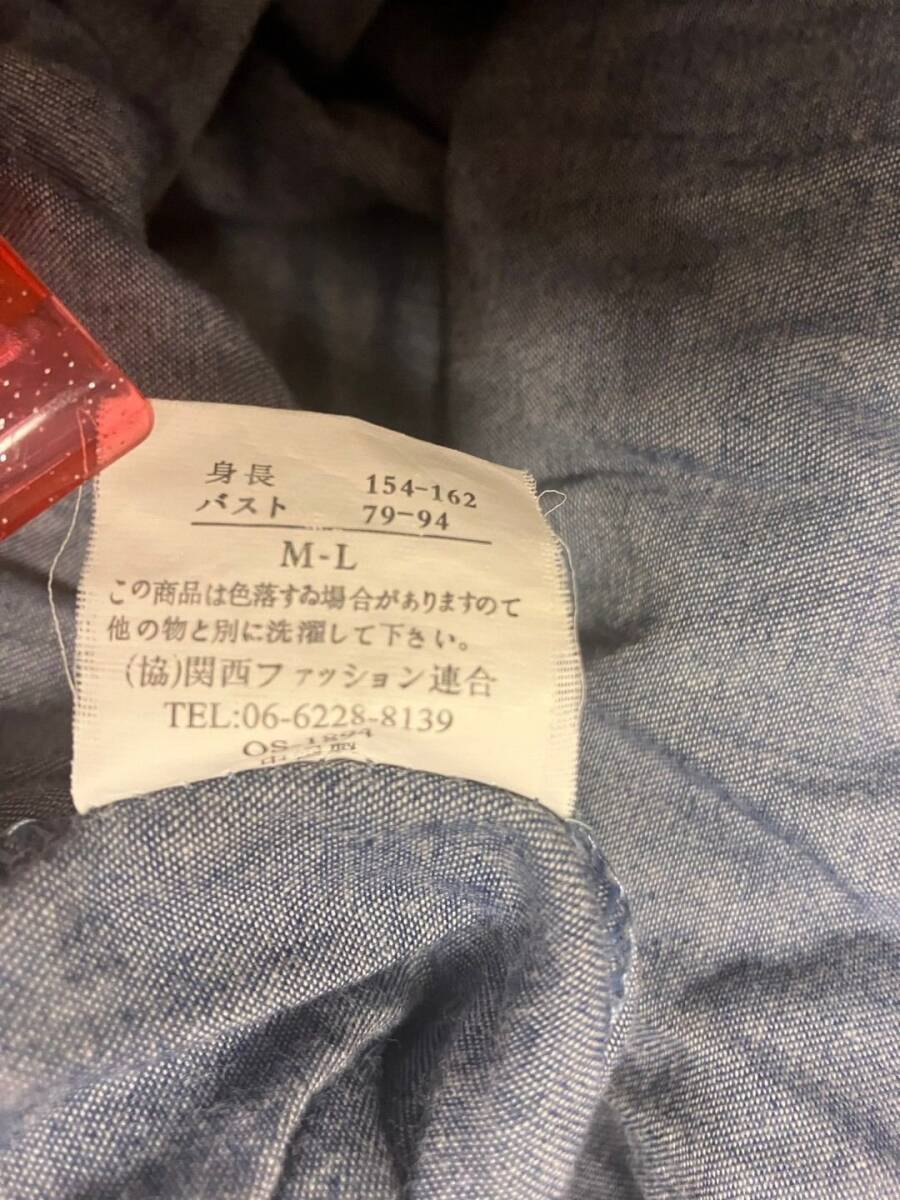 身長 154-162
バスト 79-94
M-L
この商品は色落する場合がありますので
他の物と別に洗濯して下さい。
(協)関西ファッション連合
TEL:06-6228-8139
OS-1894